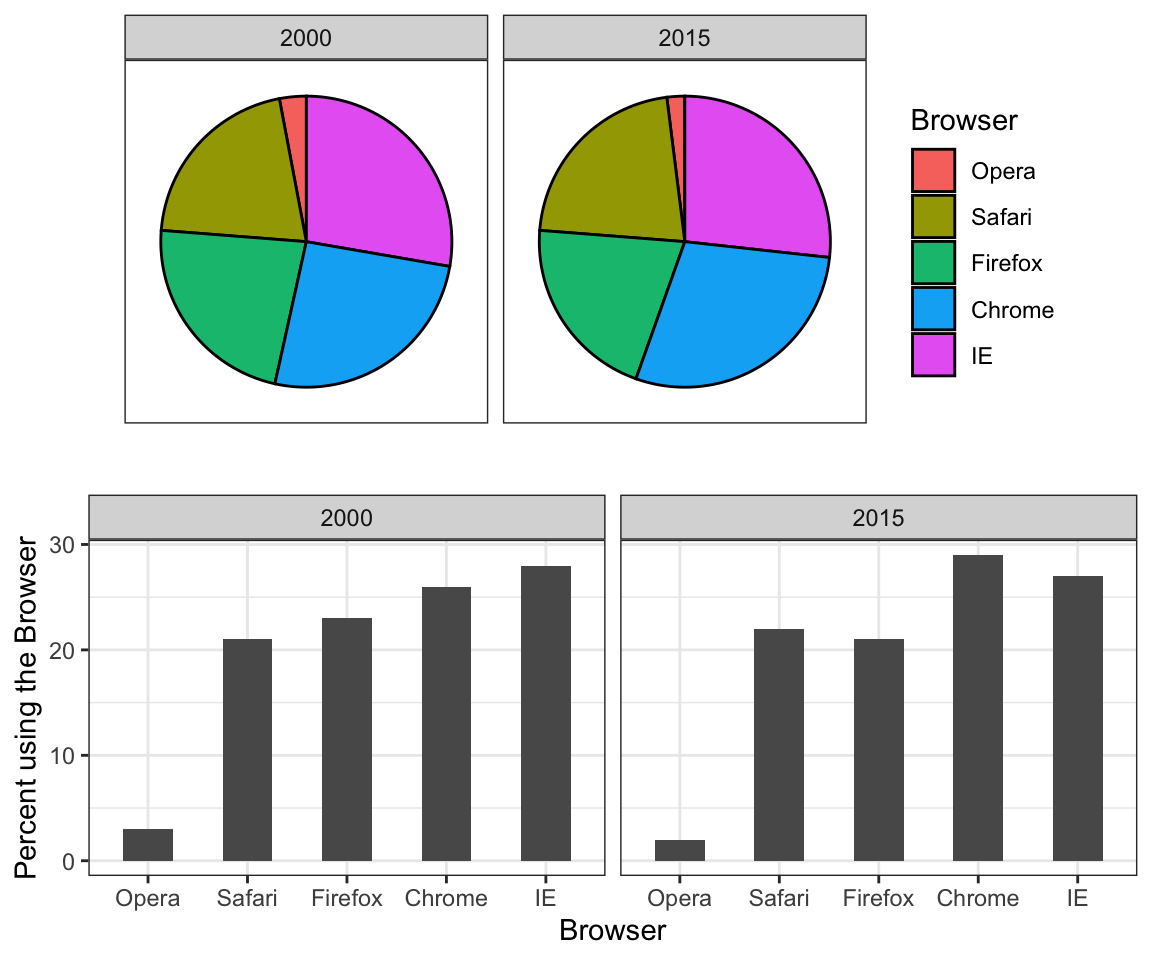 2000
2015
Browser
Opera
Safari
Firefox
Chrome
IE
2000
2015
Percent using the Browser
30
20
10
0
Opera Safari Firefox Chrome IE
Opera Safari Firefox Chrome IE
Browser